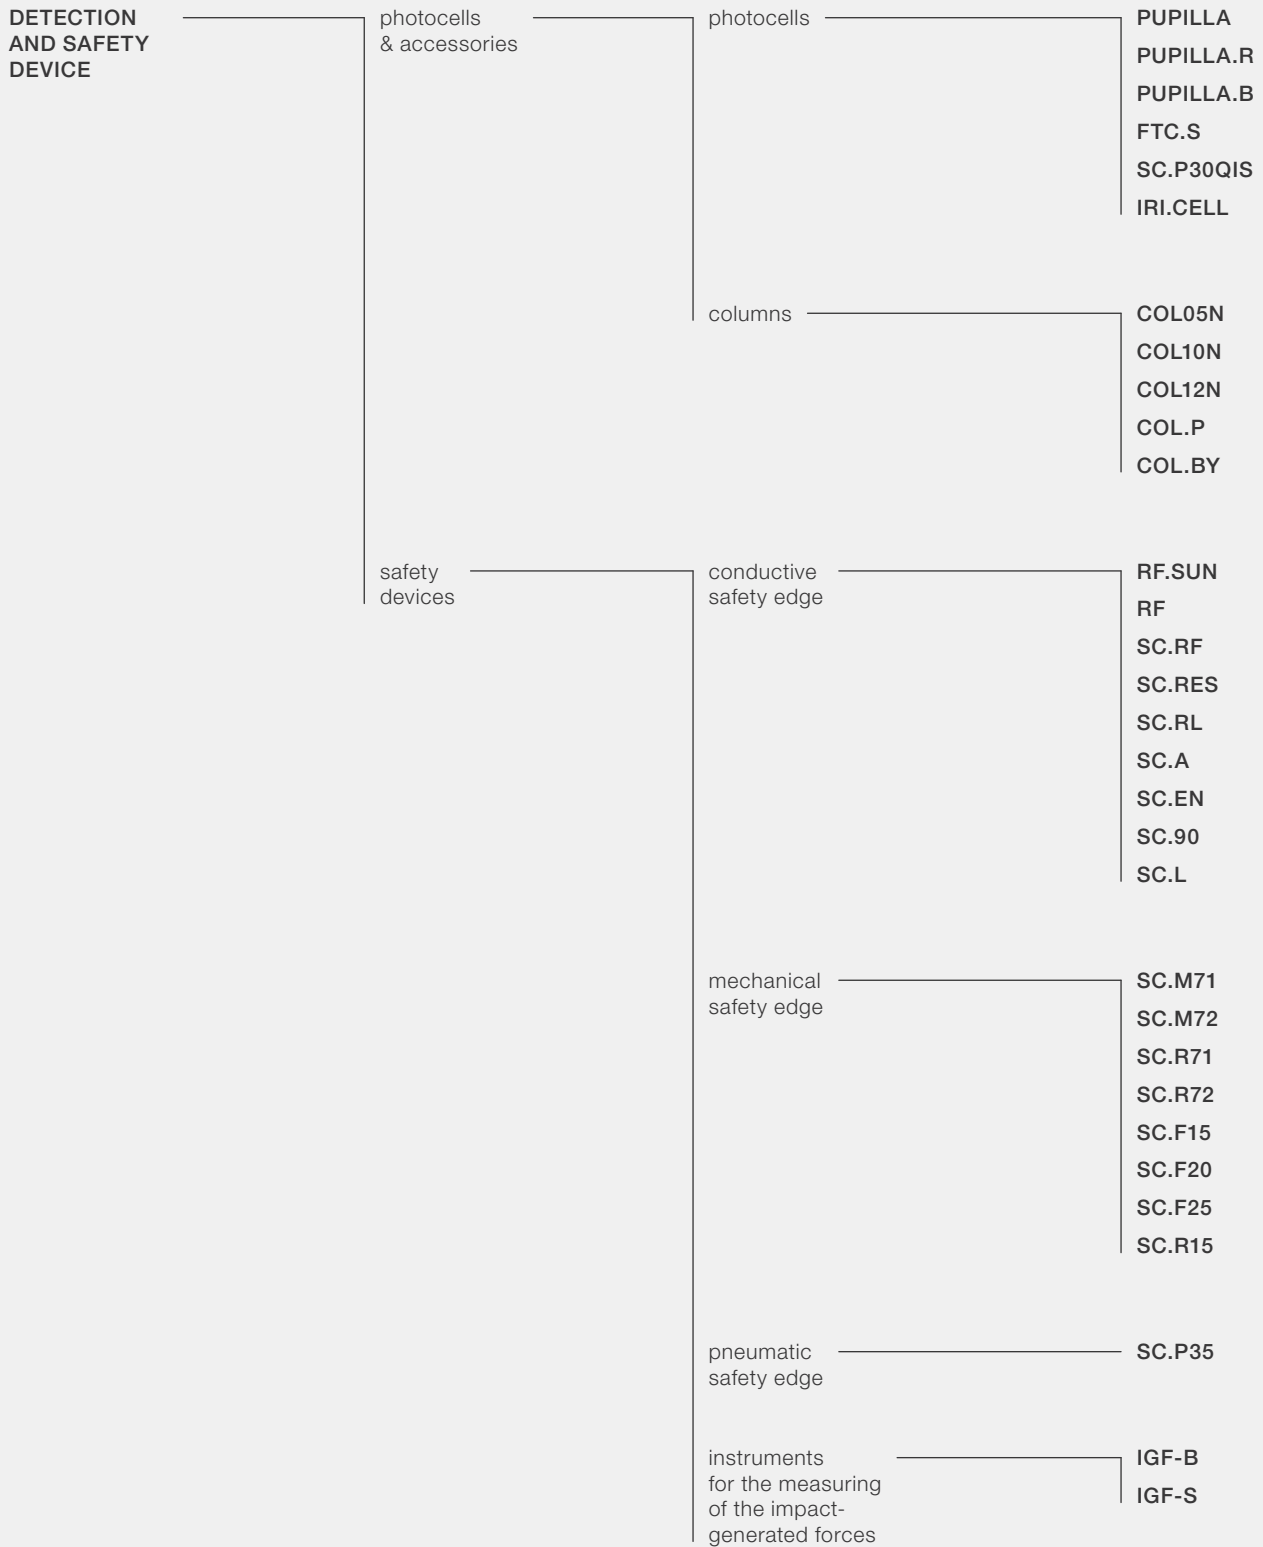 DETECTION
AND SAFETY
DEVICE
photocells
& accessories
photocells
PUPILLA
PUPILLA.R
PUPILLA.B
FTC.S
SC.P30QIS
IRI.CELL
columns
COL05N
COL10N
COL12N
COL.P
COL.BY
safety
devices
conductive
safety edge
RF.SUN
RF
SC.RF
SC.RES
SC.RL
SC.A
SC.EN
SC.90
SC.L
mechanical
safety edge
SC.M71
SC.M72
SC.R71
SC.R72
SC.F15
SC.F20
SC.F25
SC.R15
pneumatic
safety edge
SC.P35
instruments
for the measuring
of the impact-
generated forces
IGF-B
IGF-S